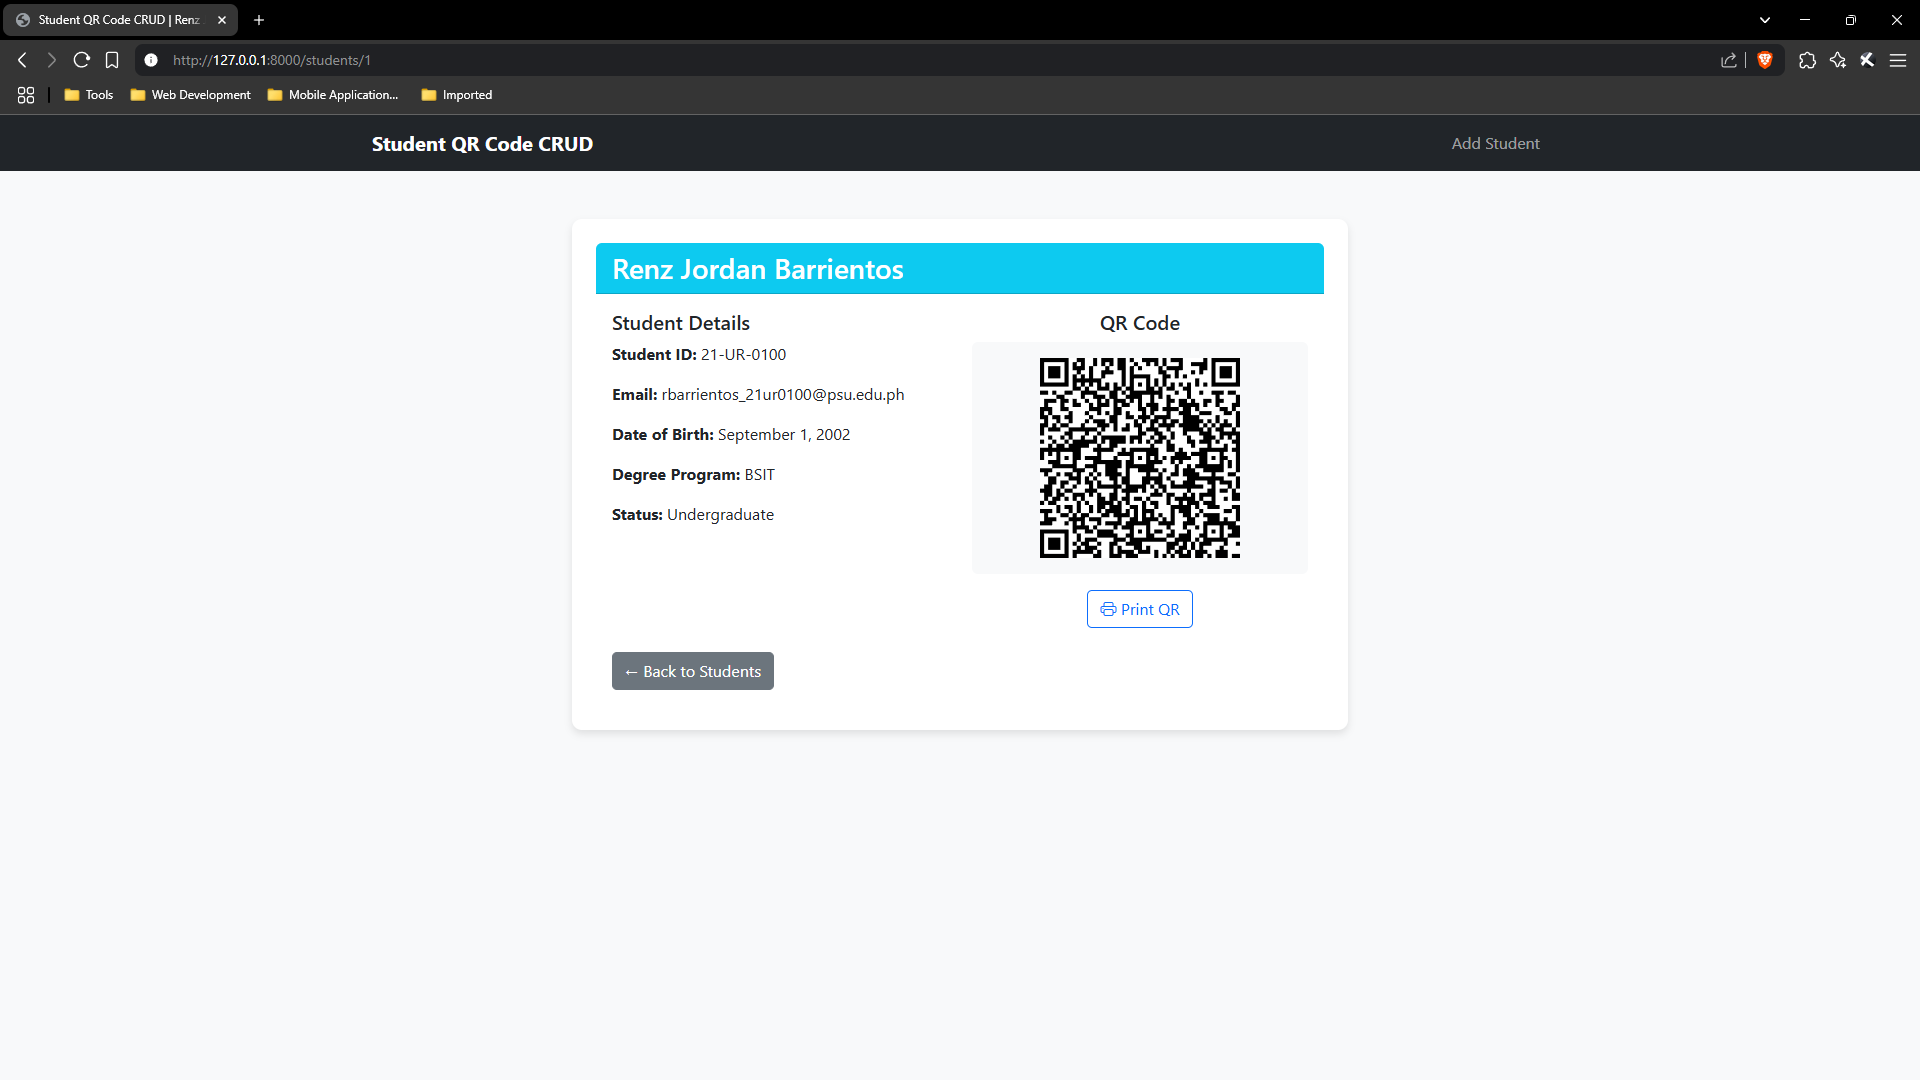 Student QR Code CRUD | Renz
http://127.0.0.1:8000/students/1
Tools
Web Development
Mobile Application...
Imported
Student QR Code CRUD
Add Student
Renz Jordan Barrientos
Student Details
Student ID: 21-UR-0100
Email: rbarrientos_21ur0100@psu.edu.ph
Date of Birth: September 1, 2002
Degree Program: BSIT
Status: Undergraduate
QR Code
Print QR
← Back to Students